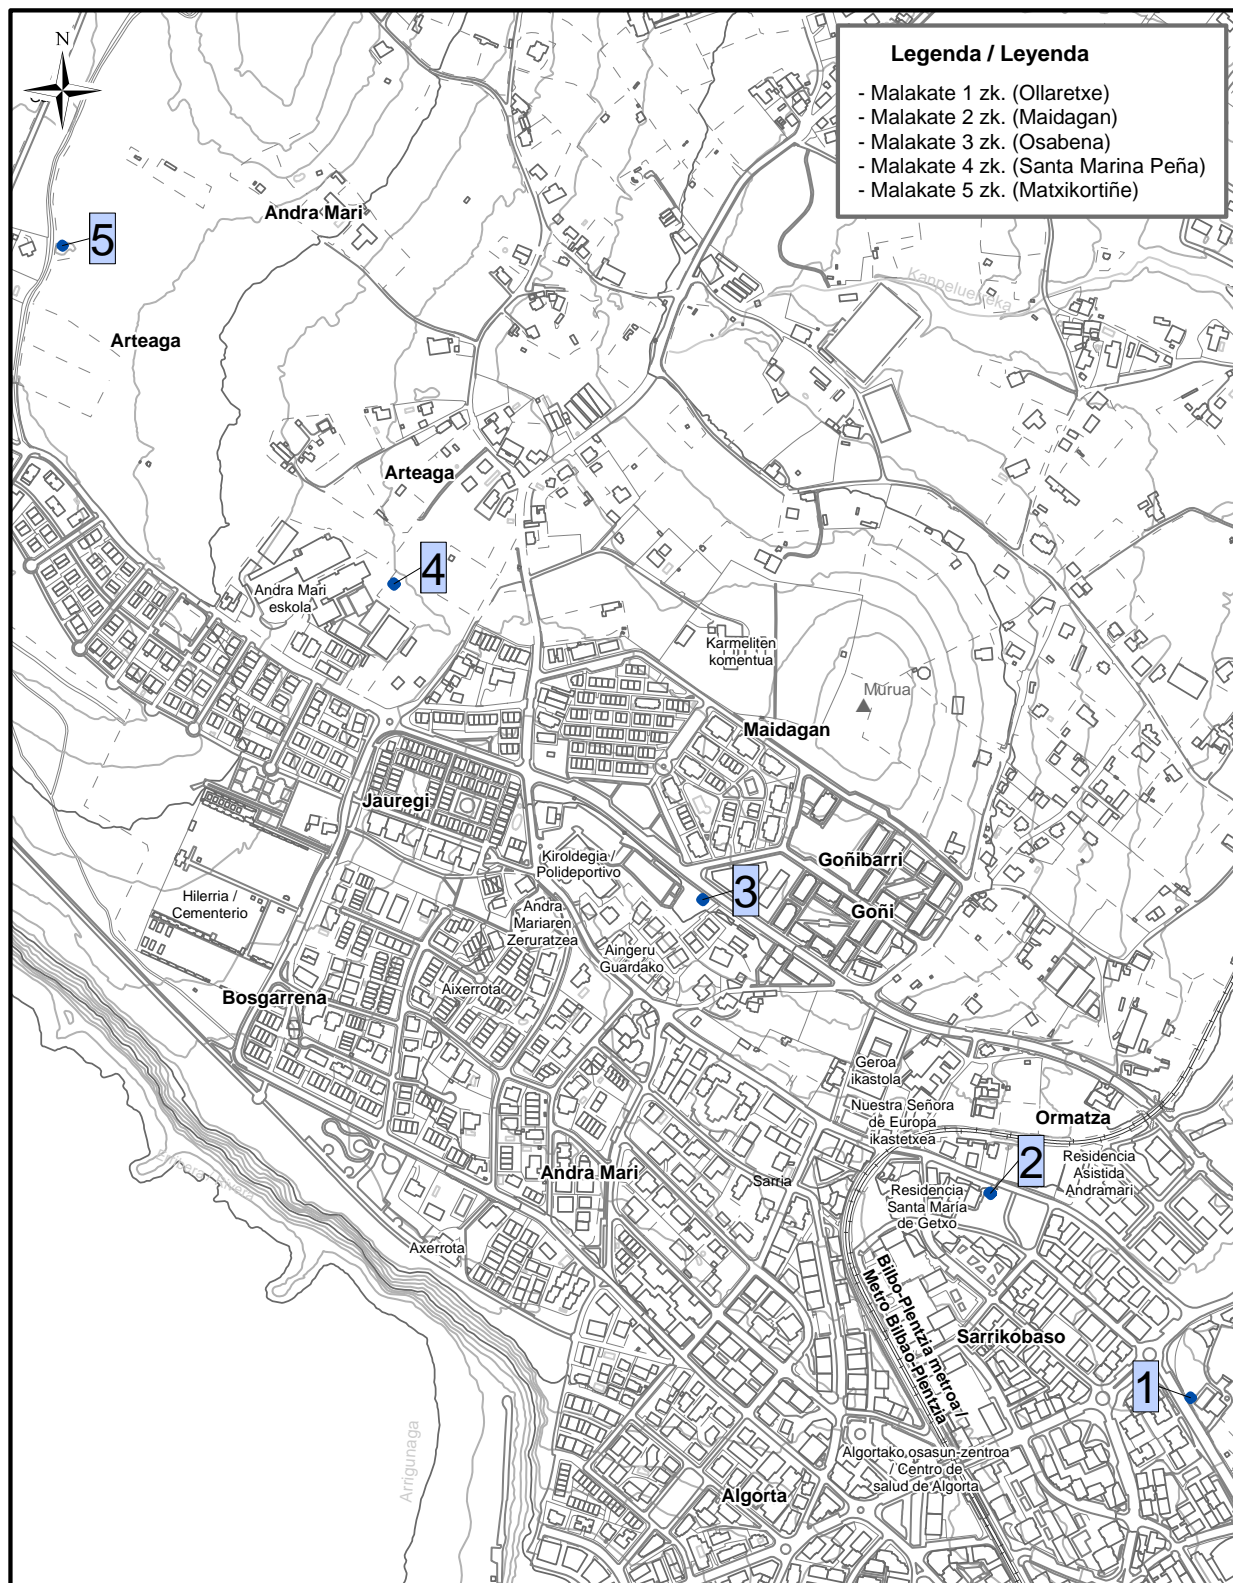 N
Legenda / Leyenda
- Malakate 1 zk. (Ollaretxe)
- Malakate 2 zk. (Maidagan)
- Malakate 3 zk. (Osabena)
- Malakate 4 zk. (Santa Marina Peña)
- Malakate 5 zk. (Matxikortiñe)
Andra Mari
5
Arteaga
Arteaga
4
Andra Mari
eskola
Karmeliten
komentua
Murua
Maidagan
Jauregi
Kiroldegia /
Polideportivo
Goñibarri
3
Goñi
Hilerria /
Cementerio
Andra
Mariaren
Zeruratzea
Aingeru
Guardako
Aixerrota
Bosgarrena
Geroa
ikastola
Nuestra Señora
de Europa
ikastetxea
Ormatza
2
Residencia
Asistida
Andramari
Andra Mari
Sarria
Residencia
Santa María
de Getxo
Axerrota
Bilbo-Plentzia metroa /
Metro Bilbao-Plentzia
Sarrikobaso
1
Algortako osasun-zentroa
/ Centro de
salud de Algorta
Algorta
Arrigunaga